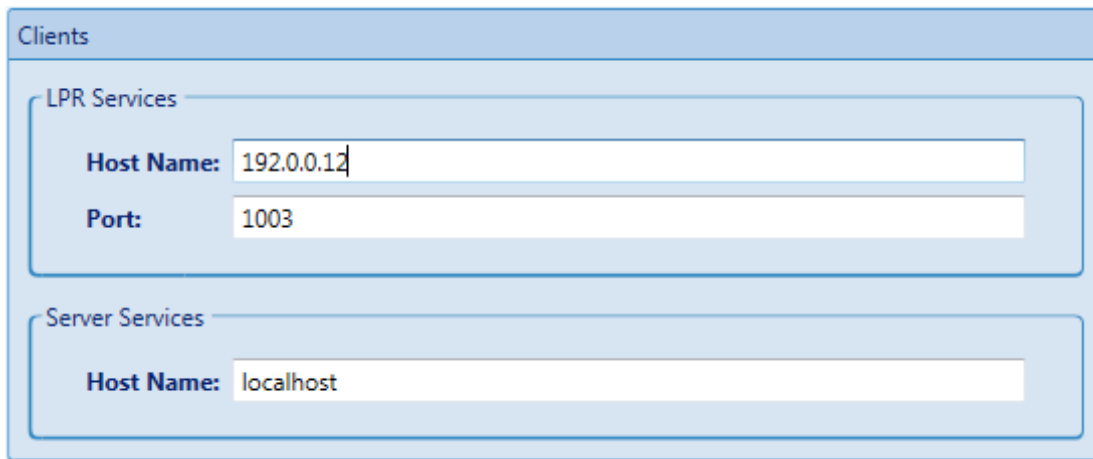 Clients
LPR Services
Host Name: 192.0.0.12
Port: 1003
Server Services
Host Name: localhost